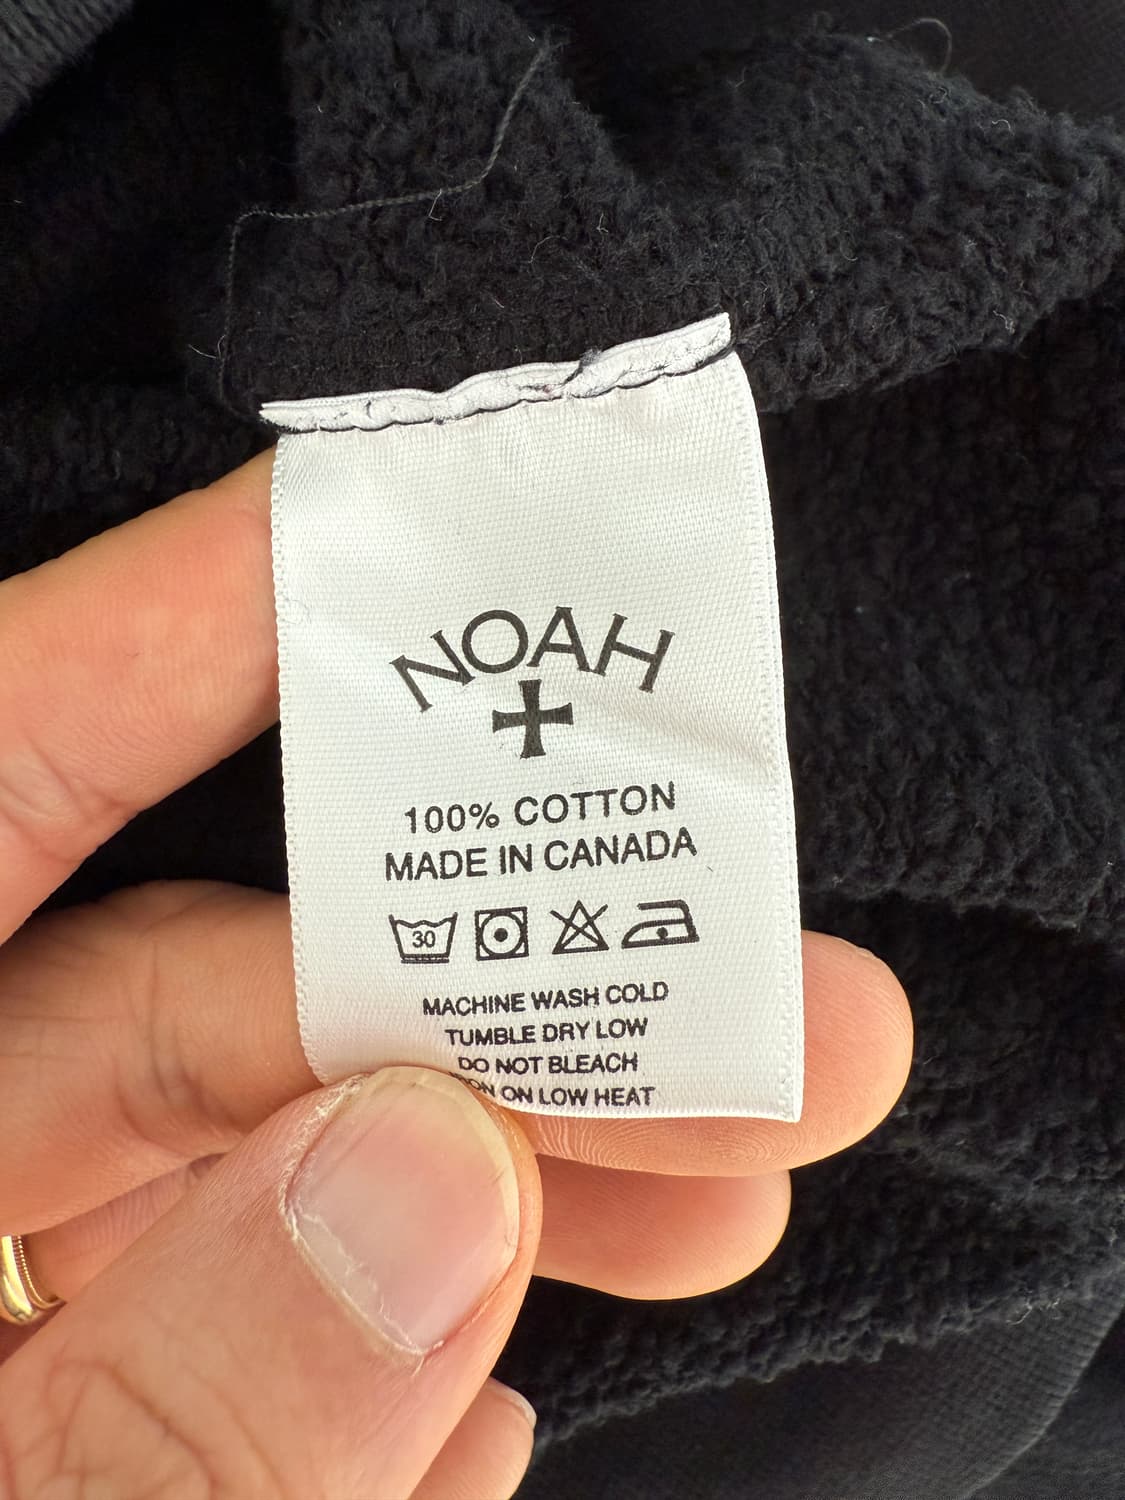 NOAH
100% COTTON
MADE IN CANADA
30
MACHINE WASH COLD
TUMBLE DRY LOW
DO NOT BLEACH
ON LOW HEAT